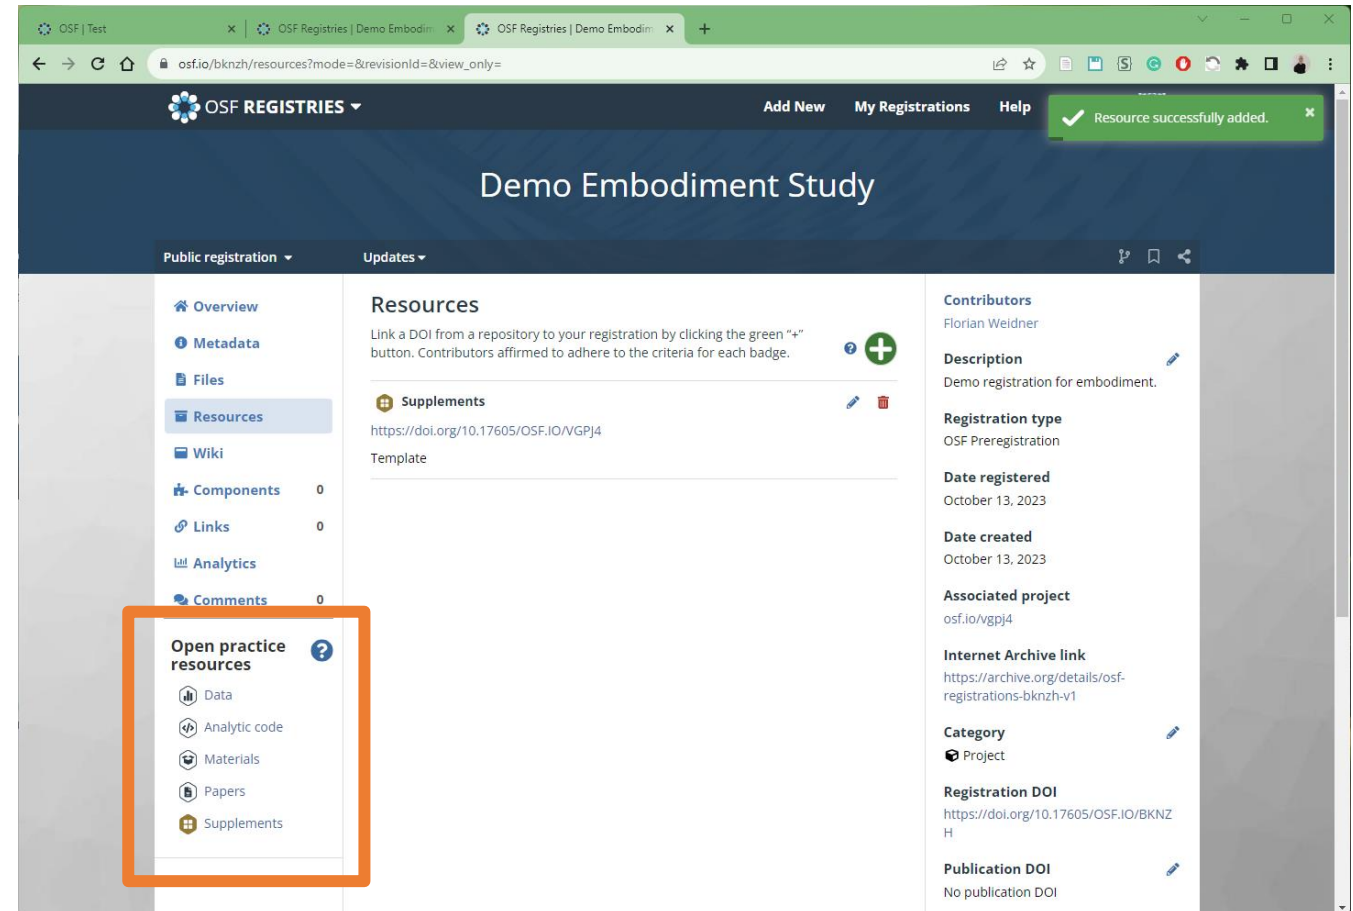 OSF | Test
OSF Registries | Demo Embodim
OSF Registries | Demo Embodim
osf.io/bknzh/resources?mode=&revisionId=&view_only=
OSF REGISTRIES
Add New
My Registrations
Help
Resource successfully added.
Demo Embodiment Study
Public registration
Updates
Overview
Metadata
Files
Resources
Wiki
Components 0
Links 0
Analytics
Comments 0
Open practice
resources
Data
Analytic code
Materials
Papers
Supplements
Resources
Link a DOI from a repository to your registration by clicking the green “+”
button. Contributors affirmed to adhere to the criteria for each badge.
Supplements
https://doi.org/10.17605/OSF.IO/VGPJ4
Template
Contributors
Florian Weidner
Description
Demo registration for embodiment.
Registration type
OSF Preregistration
Date registered
October 13, 2023
Date created
October 13, 2023
Associated project
osf.io/vgpj4
Internet Archive link
https://archive.org/details/osf-
registrations-bknzh-v1
Category
Project
Registration DOI
https://doi.org/10.17605/OSF.IO/BKNZ
H
Publication DOI
No publication DOI